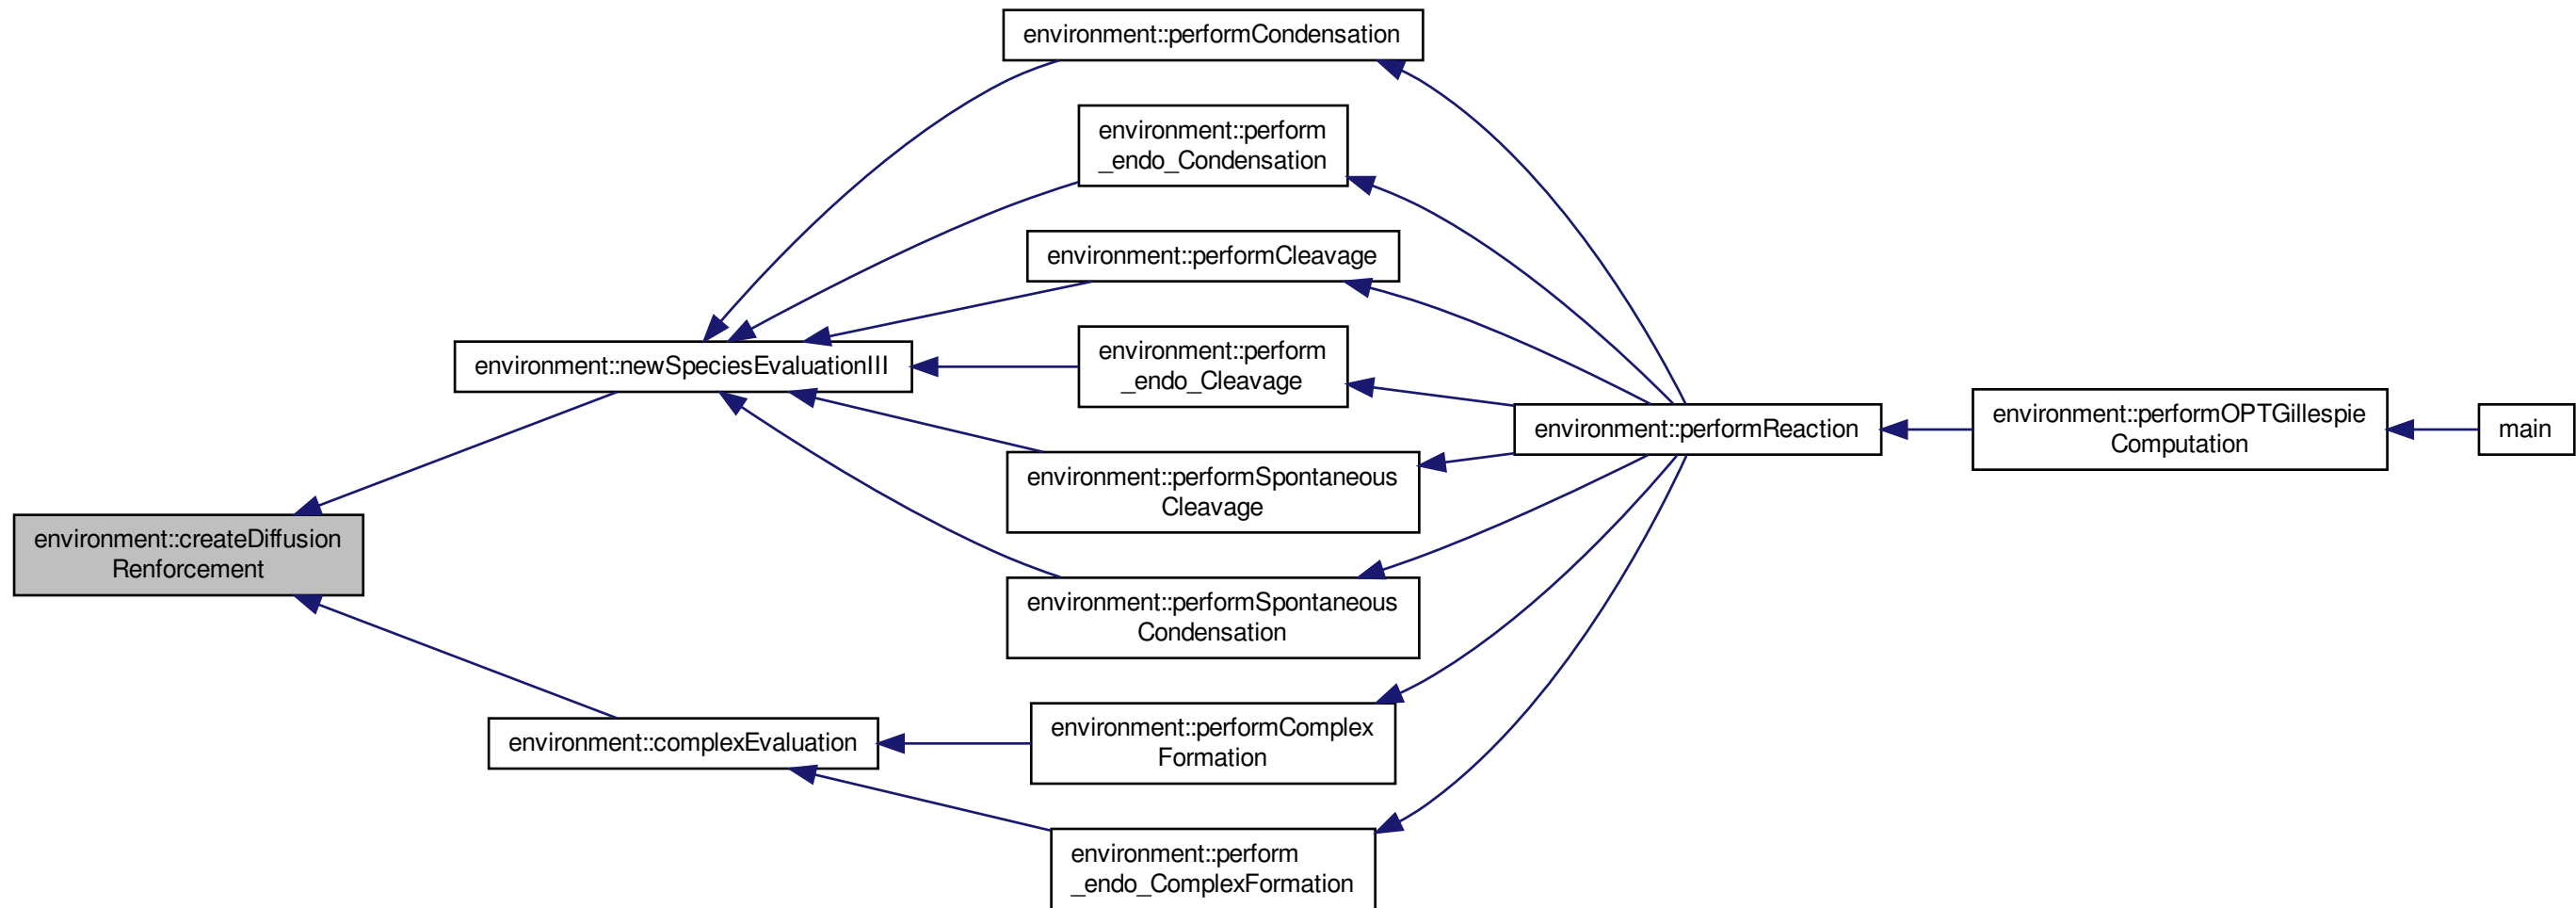 environment::performCondensation
environment::perform
_endo_Condensation
environment::performCleavage
environment::perform
_endo_Cleavage
environment::newSpeciesEvaluationIII
environment::performSpontaneous
Cleavage
environment::performReaction
environment::performOPTGillespie
Computation
main
environment::createDiffusion
Renforcement
environment::performSpontaneous
Condensation
environment::complexEvaluation
environment::performComplex
Formation
environment::perform
_endo_ComplexFormation